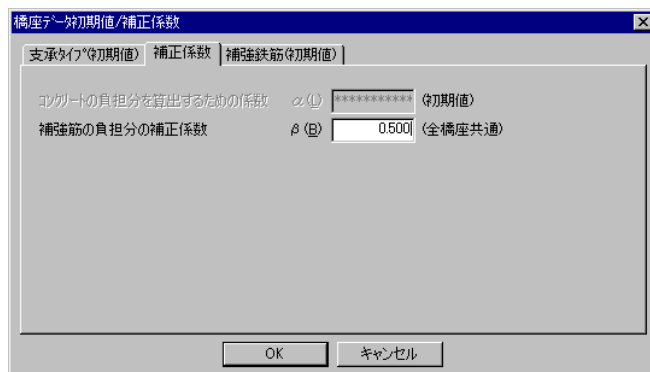 橋座ﾃﾞｰﾀ初期値/補正係数
支承ﾀｲﾌﾟ(初期値) 補正係数 補強鉄筋(初期値)
ｺﾝｸﾘｰﾄの負担分を算出するための係数 α(L) *********** (初期値)
補強筋の負担分の補正係数 β(B) 0.500 (全橋座共通)
OK キャンセル